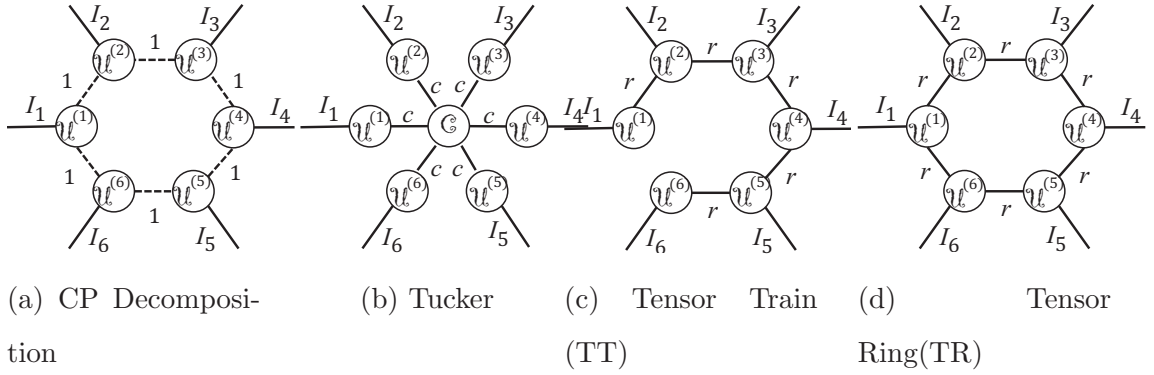 I₂ I₃ I₂ I₃ I₂ I₃ I₂ I₃
1 r r
𝒰⁽²⁾ 𝒰⁽³⁾ 𝒰⁽²⁾ 𝒰⁽³⁾ 𝒰⁽²⁾ 𝒰⁽³⁾ 𝒰⁽²⁾ 𝒰⁽³⁾
1 1 c c r r r r
I₁ 𝒰⁽¹⁾ 𝒰⁽⁴⁾ I₄ I₁ 𝒰⁽¹⁾ c 𝒞 c 𝒰⁽⁴⁾ I₄ I₁ 𝒰⁽¹⁾ 𝒰⁽⁴⁾ I₄ I₁ 𝒰⁽¹⁾ 𝒰⁽⁴⁾ I₄
1 1 c c r r r
𝒰⁽⁶⁾ 𝒰⁽⁵⁾ 𝒰⁽⁶⁾ 𝒰⁽⁵⁾ 𝒰⁽⁶⁾ 𝒰⁽⁵⁾ 𝒰⁽⁶⁾ 𝒰⁽⁵⁾
1 r r
I₆ I₅ I₆ I₅ I₆ I₅ I₆ I₅
(a) CP Decomposi- (b) Tucker (c) Tensor Train (d) Tensor
tion (TT) Ring(TR)